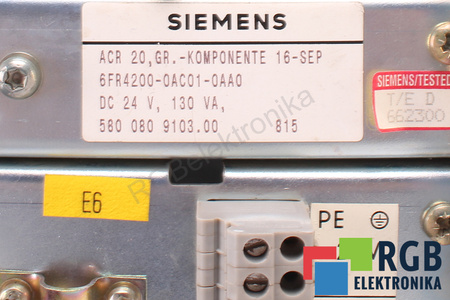 SIEMENS
ACR 20,GR.-KOMPONENTE 16-SEP
6FR4200-0AC01-0AA0
DC 24 V, 130 VA,
580 080 9103.00 815
SIEMENS/TESTED
T/E D
662300
RGBelektronika
E6
PE
RGB
ELEKTRONIKA